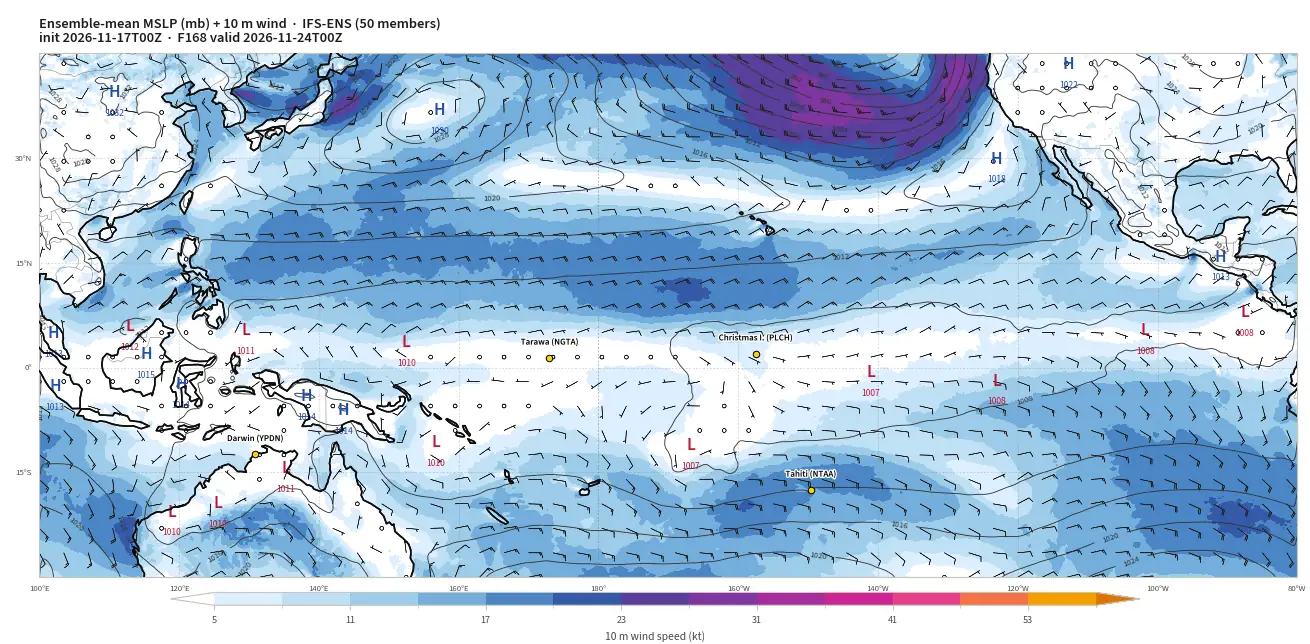 Ensemble-mean MSLP (mb) + 10 m wind · IFS-ENS (50 members)
init 2026-11-17T00Z · F168 valid 2026-11-24T00Z
H
1022
H
H
H
1018
30°N
1020
1016
15°N
1012
H
1013
L
1008
L
1008
L
1012
L
1011
L
1010
H
1015
H
H
1013
H
H
1014
H
1014
Tarawa (NGTA)
Christmas I. (PLCH)
0°
L
1007
L
1008
1008
Darwin (YPDN)
L
1010
L
1007
Tahiti (NTAA)
15°S
L
1011
L
1010
L
1016
1020
1020
1024
100°E
120°E
140°E
160°E
180°
160°W
140°W
120°W
100°W
80°W
5
11
17
23
31
41
53
10 m wind speed (kt)